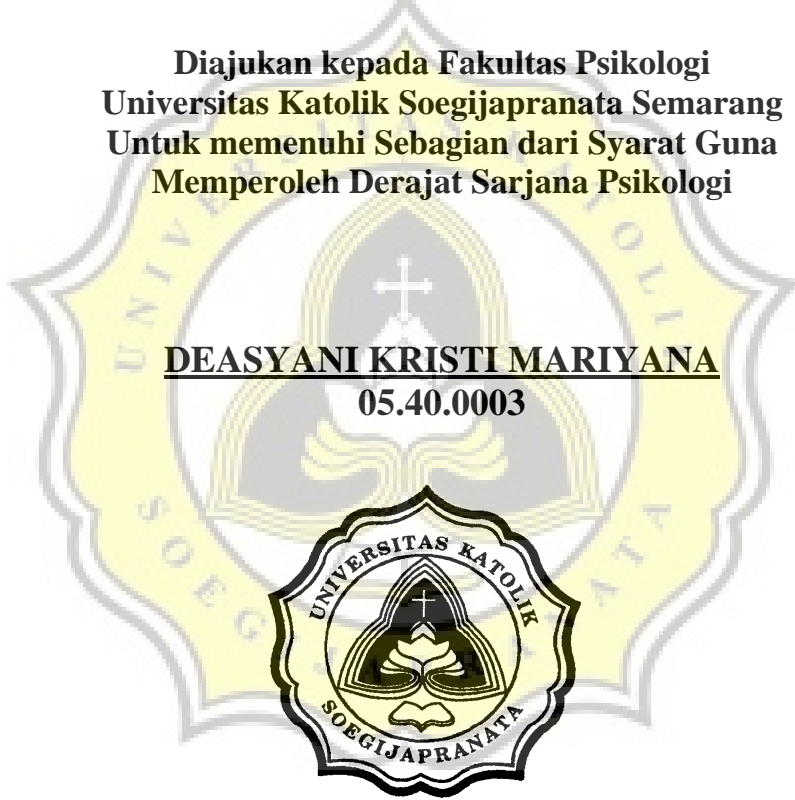 Diajukan kepada Fakultas Psikologi
Universitas Katolik Soegijapranata Semarang
Untuk memenuhi Sebagian dari Syarat Guna
Memperoleh Derajat Sarjana Psikologi
DEASYANI KRISTI MARIYANA
05.40.0003
UNIVERSITAS KATOLIK
SOEGIJAPRANATA